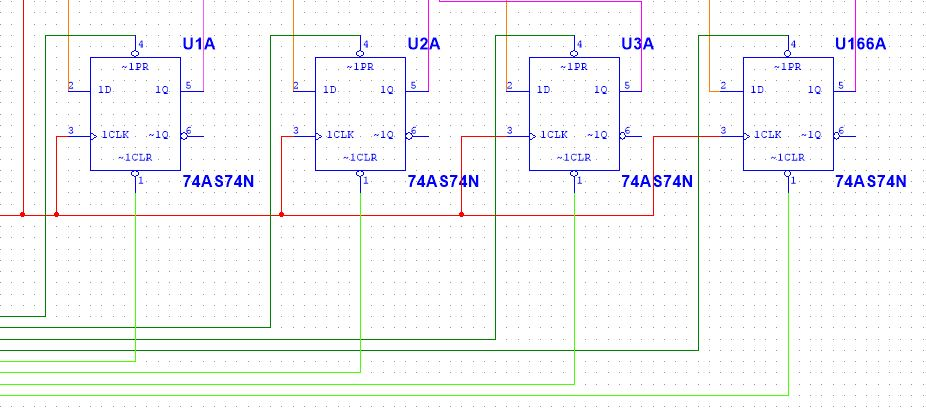 U1A U2A U3A U166A
4 4 4 4
~1PR ~1PR ~1PR ~1PR
2 1D 1Q 5 2 1D 1Q 5 2 1D 1Q 5 2 1D 1Q 5
3 1CLK ~1Q 6 3 1CLK ~1Q 6 3 1CLK ~1Q 6 3 1CLK ~1Q 6
~1CLR ~1CLR ~1CLR ~1CLR
1 74AS74N 1 74AS74N 1 74AS74N 1 74AS74N